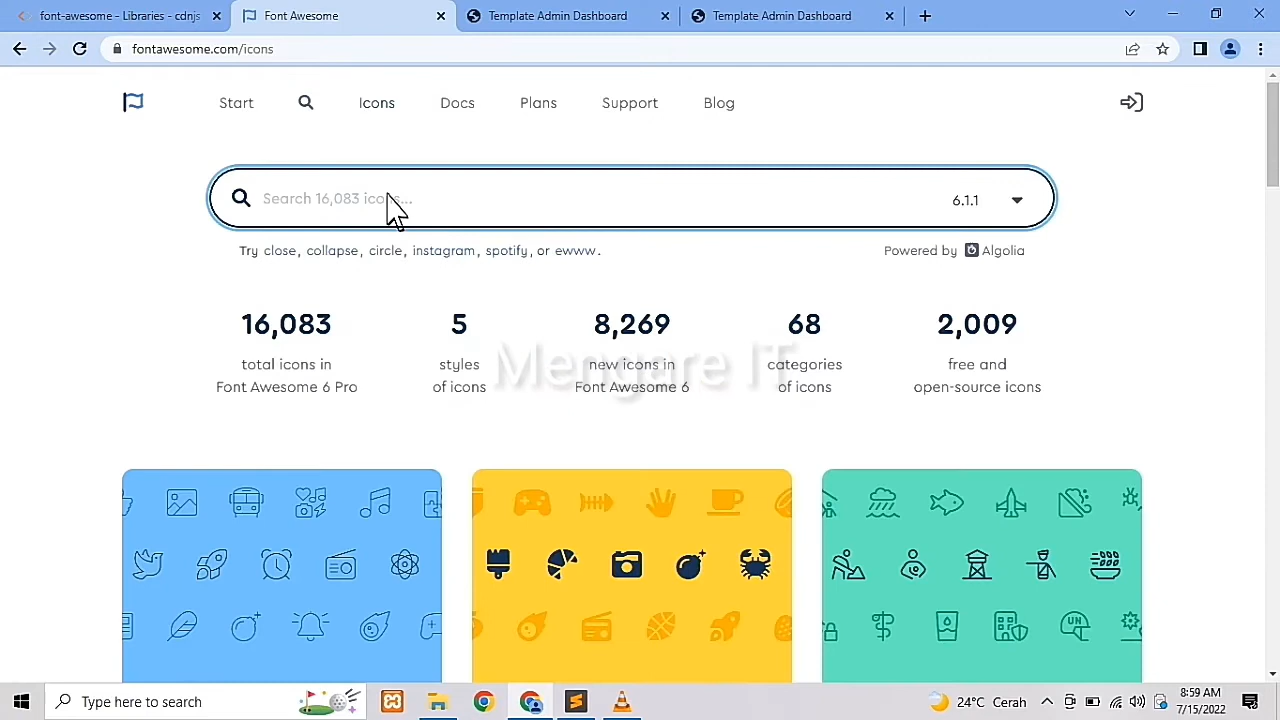 font-awesome - Libraries - cdnjs
Font Awesome
Template Admin Dashboard
Template Admin Dashboard
fontawesome.com/icons
Start
Icons
Docs
Plans
Support
Blog
Search 16,083 icons...
6.1.1
Try close, collapse, circle, instagram, spotify, or ewww.
Powered by Algolia
16,083
5
8,269
68
2,009
total icons in
styles
new icons in
categories
free and
Font Awesome 6 Pro
of icons
Font Awesome 6
of icons
open-source icons
Mengare IT
UN
Type here to search
24°C Cerah
8:59 AM
7/15/2022